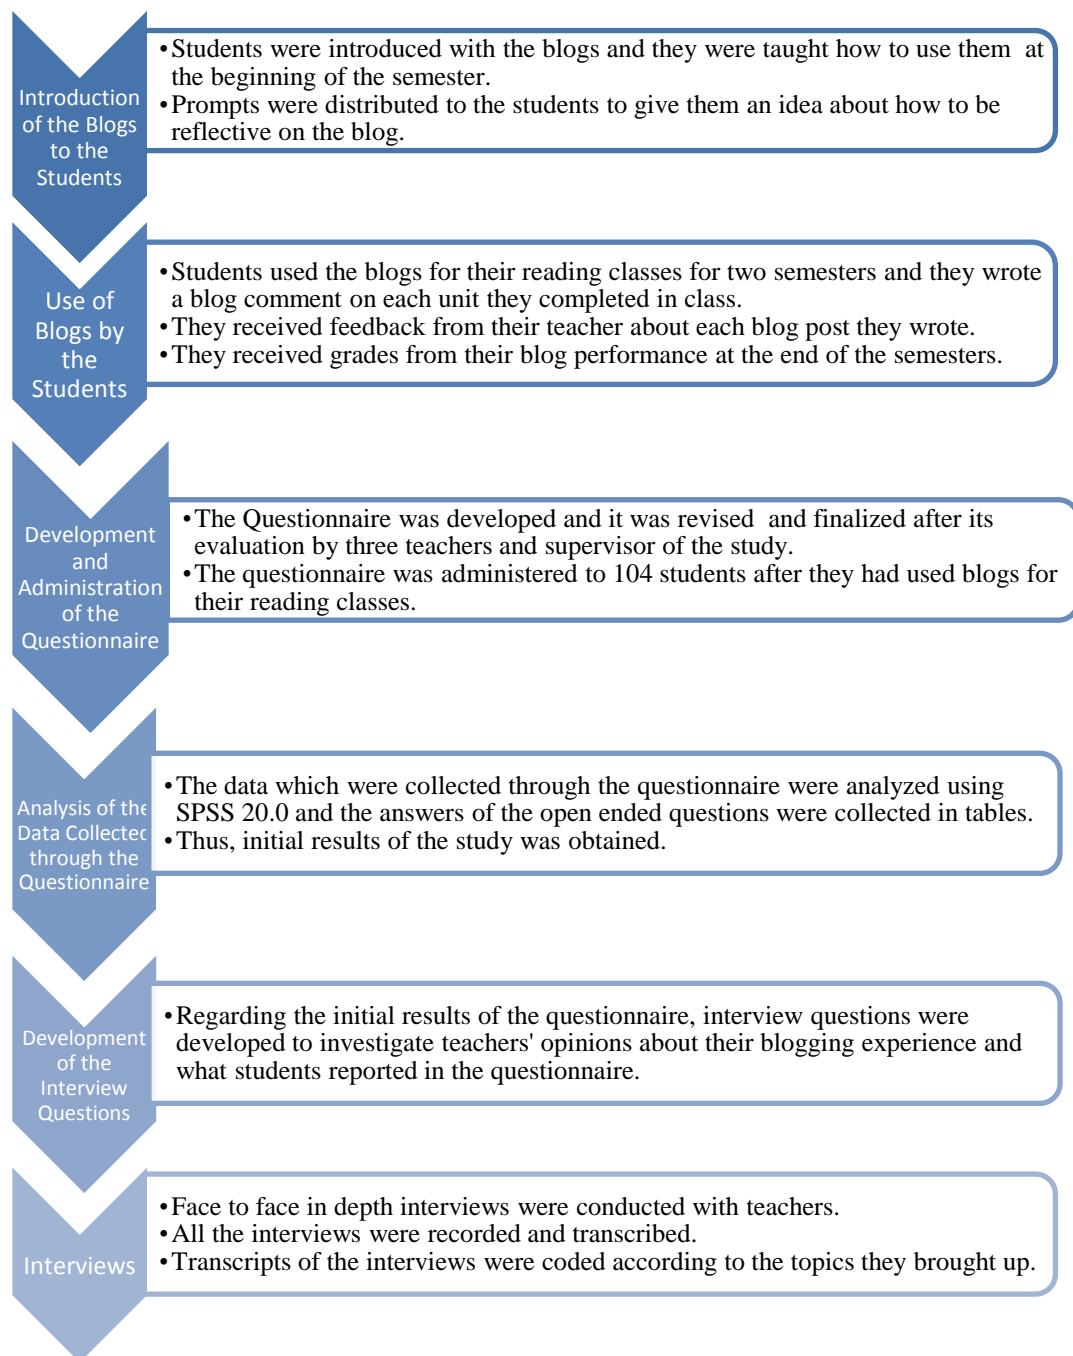 Introduction
of the Blogs
to the
Students
•Students were introduced with the blogs and they were taught how to use them  at
the beginning of the semester.
•Prompts were distributed to the students to give them an idea about how to be
reflective on the blog.
Use of
Blogs by
the
Students
•Students used the blogs for their reading classes for two semesters and they wrote
a blog comment on each unit they completed in class.
•They received feedback from their teacher about each blog post they wrote.
•They received grades from their blog performance at the end of the semesters.
Development
and
Administration
of the
Questionnaire
•The Questionnaire was developed and it was revised  and finalized after its
evaluation by three teachers and supervisor of the study.
•The questionnaire was administered to 104 students after they had used blogs for
their reading classes.
Analysis of the
Data Collected
through the
Questionnaire
•The data which were collected through the questionnaire were analyzed using
SPSS 20.0 and the answers of the open ended questions were collected in tables.
•Thus, initial results of the study was obtained.
Development
of the
Interview
Questions
•Regarding the initial results of the questionnaire, interview questions were
developed to investigate teachers' opinions about their blogging experience and
what students reported in the questionnaire.
Interviews
•Face to face in depth interviews were conducted with teachers.
•All the interviews were recorded and transcribed.
•Transcripts of the interviews were coded according to the topics they brought up.